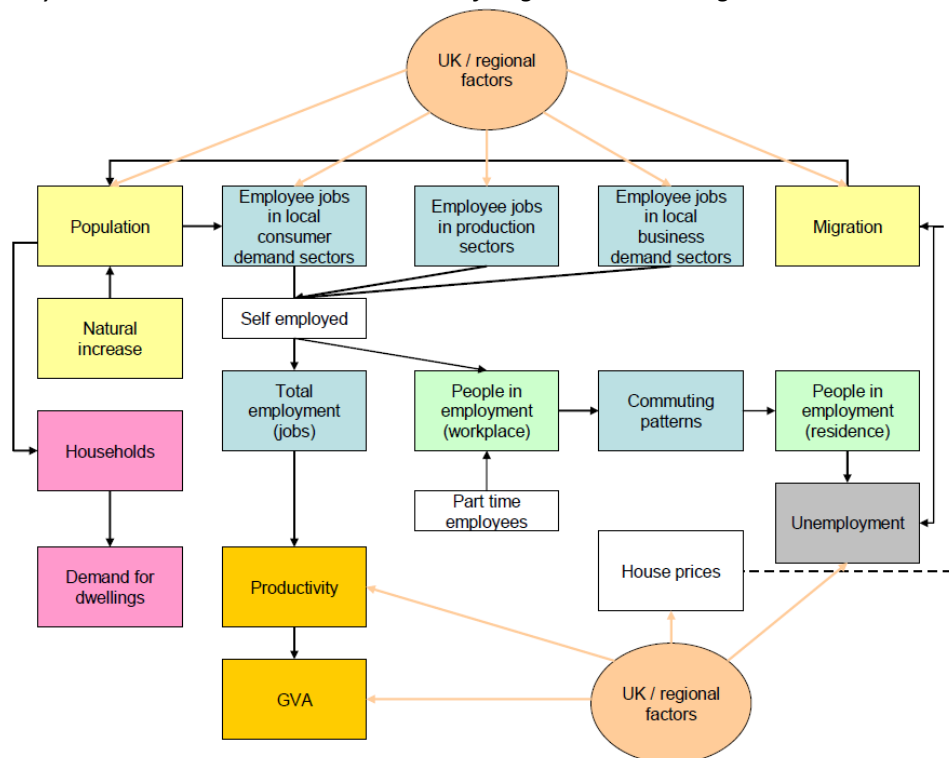 UK / regional
factors
Population
Employee jobs
in local
consumer
demand sectors
Employee jobs
in production
sectors
Employee jobs
in local
business
demand sectors
Migration
Natural
increase
Self employed
Total
employment
(jobs)
People in
employment
(workplace)
Commuting
patterns
People in
employment
(residence)
Households
Part time
employees
Unemployment
Demand for
dwellings
Productivity
House prices
GVA
UK / regional
factors